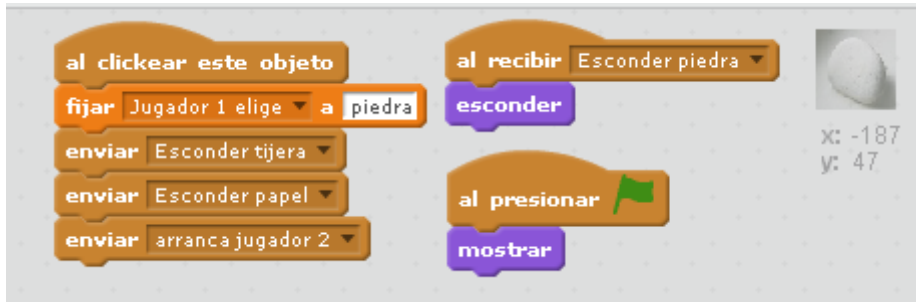 al clickear este objeto
fijar Jugador 1 elige a piedra
enviar Esconder tijera
enviar Esconder papel
enviar arranca jugador 2
al recibir Esconder piedra
esconder
al presionar
mostrar
x: -187
y: 47